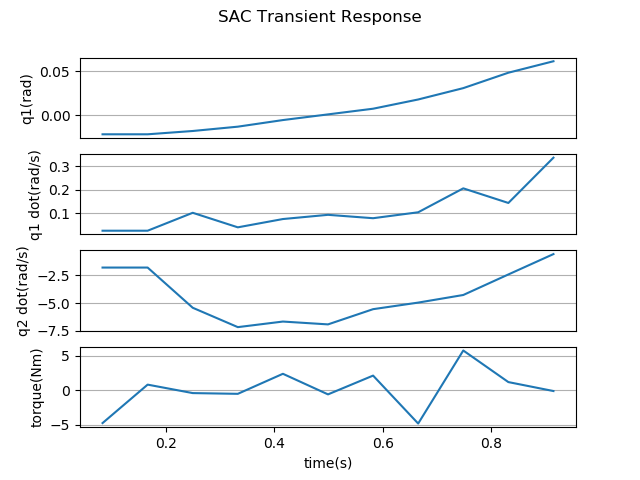 SAC Transient Response
q1(rad)
0.05
0.00
q1 dot(rad/s)
0.3
0.2
0.1
q2 dot(rad/s)
−2.5
−5.0
−7.5
torque(Nm)
5
0
−5
0.2 0.4 0.6 0.8
time(s)